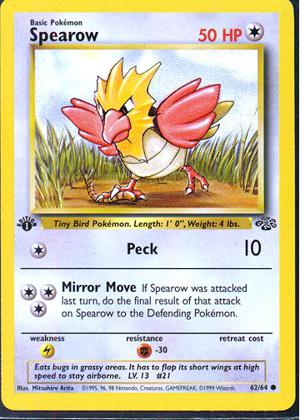 Basic Pokémon
Spearow
50 HP
Tiny Bird Pokémon. Length: 1' 0", Weight: 4 lbs.
EDITION
1
Peck 10
Mirror Move If Spearow was attacked
last turn, do the final result of that attack
on Spearow to the Defending Pokémon.
weakness resistance retreat cost
-30
Eats bugs in grassy areas. It has to flap its short wings at high
speed to stay airborne. LV. 13 #21
Illus. Mitsuhiro Arita ©1995, 96, 98 Nintendo, Creatures, GAMEFREAK. ©1999 Wizards. 62/64